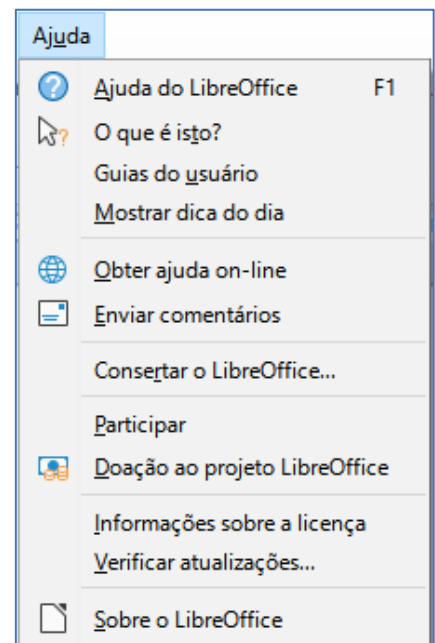 Ajuda
Ajuda do LibreOffice F1
O que é isto?
Guias do usuário
Mostrar dica do dia
Obter ajuda on-line
Enviar comentários
Consertar o LibreOffice...
Participar
Doação ao projeto LibreOffice
Informações sobre a licença
Verificar atualizações...
Sobre o LibreOffice